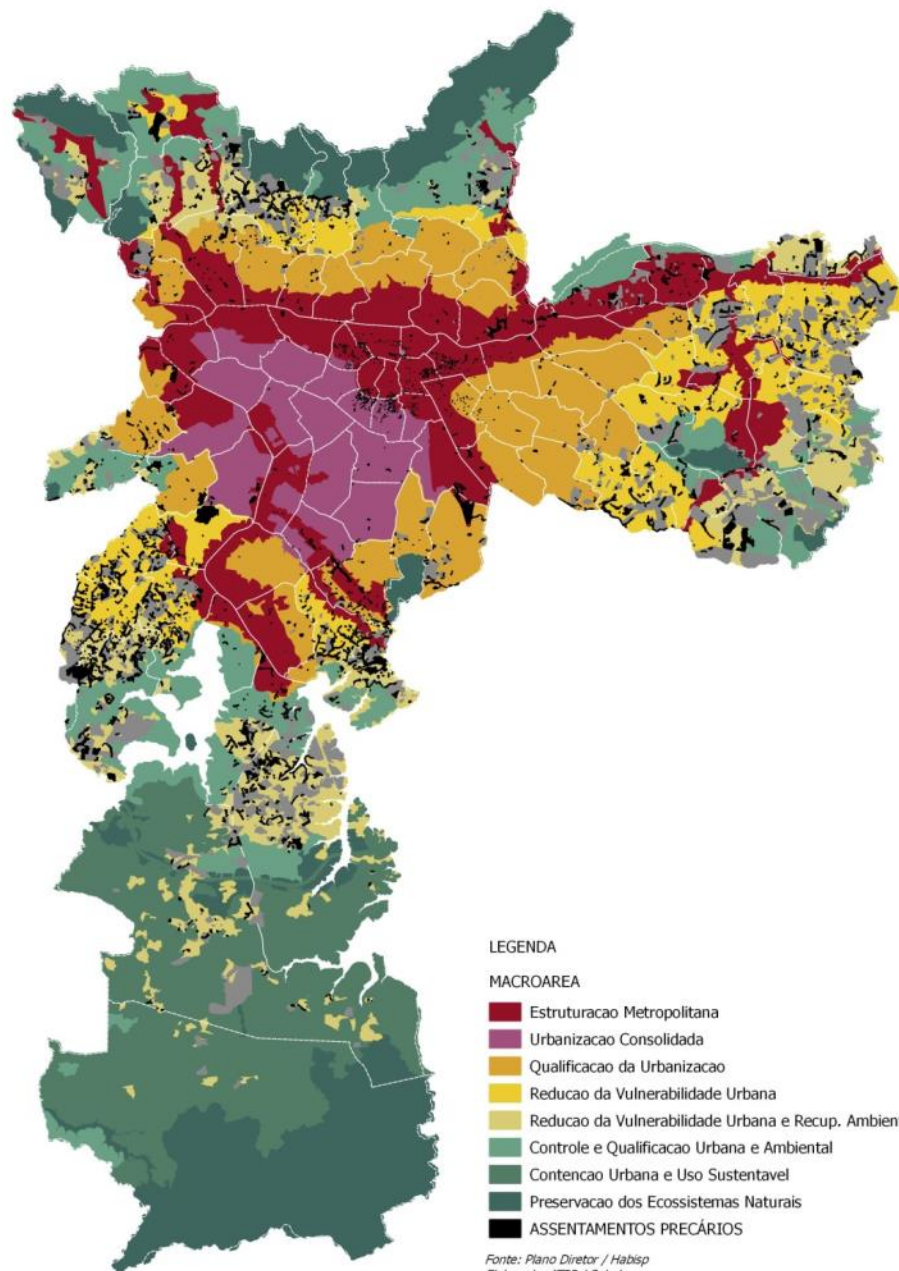 LEGENDA
MACROAREA
Estruturacao Metropolitana
Urbanizacao Consolidada
Qualificacao da Urbanizacao
Reducao da Vulnerabilidade Urbana
Reducao da Vulnerabilidade Urbana e Recup. Ambien
Controle e Qualificacao Urbana e Ambiental
Contencao Urbana e Uso Sustentavel
Preservacao dos Ecossistemas Naturais
ASSENTAMENTOS PRECÁRIOS
Fonte: Plano Diretor / Habisp